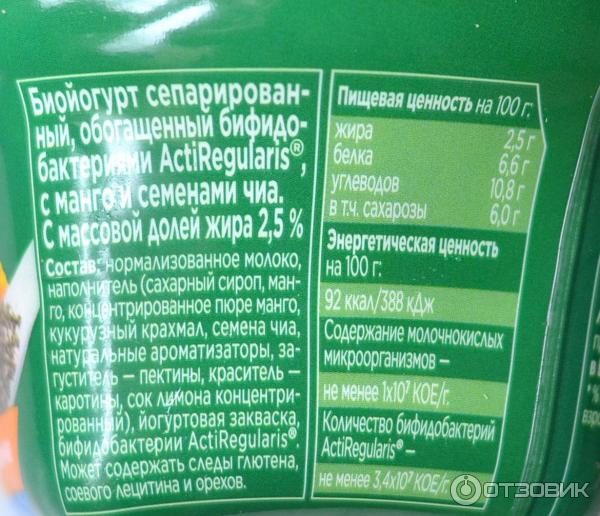 Биойогурт сепарирован-
ный, обогащенный бифидо-
бактериями ActiRegularis®,
с манго и семенами чиа.
С массовой долей жира 2,5 %
Состав: нормализованное молоко,
наполнитель (сахарный сироп, ман-
го, концентрированное пюре манго,
кукурузный крахмал, семена чиа,
натуральные ароматизаторы, за-
густитель — пектины, краситель —
каротины, сок лимона концентри-
рованный), йогуртовая закваска,
бифидобактерии ActiRegularis®.
Может содержать следы глютена,
соевого лецитина и орехов.
Пищевая ценность на 100 г:
жира 2,5 г
белка 6,6 г
углеводов 10,8 г
в т.ч. сахарозы 6,0 г
Энергетическая ценность
на 100 г:
92 ккал/388 кДж
Содержание молочнокислых
микроорганизмов —
не менее 1x10⁷ КОЕ/г.
Количество бифидобактерий
ActiRegularis® —
не менее 3,4x10⁷ КОЕ/г.
ОТЗОВИК